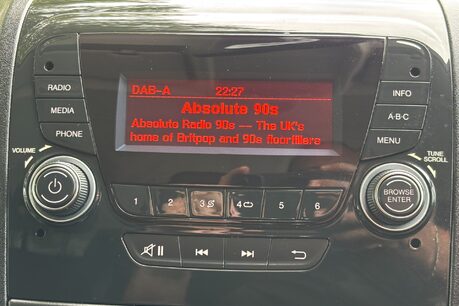 RADIO
MEDIA
PHONE
VOLUME
DAB-A 22:27
Absolute 90s
Absolute Radio 90s -- The UK's
home of Britpop and 90s floorfillers
INFO
A·B·C
MENU
TUNE
SCROLL
BROWSE
ENTER
1 2 3 4 5 6